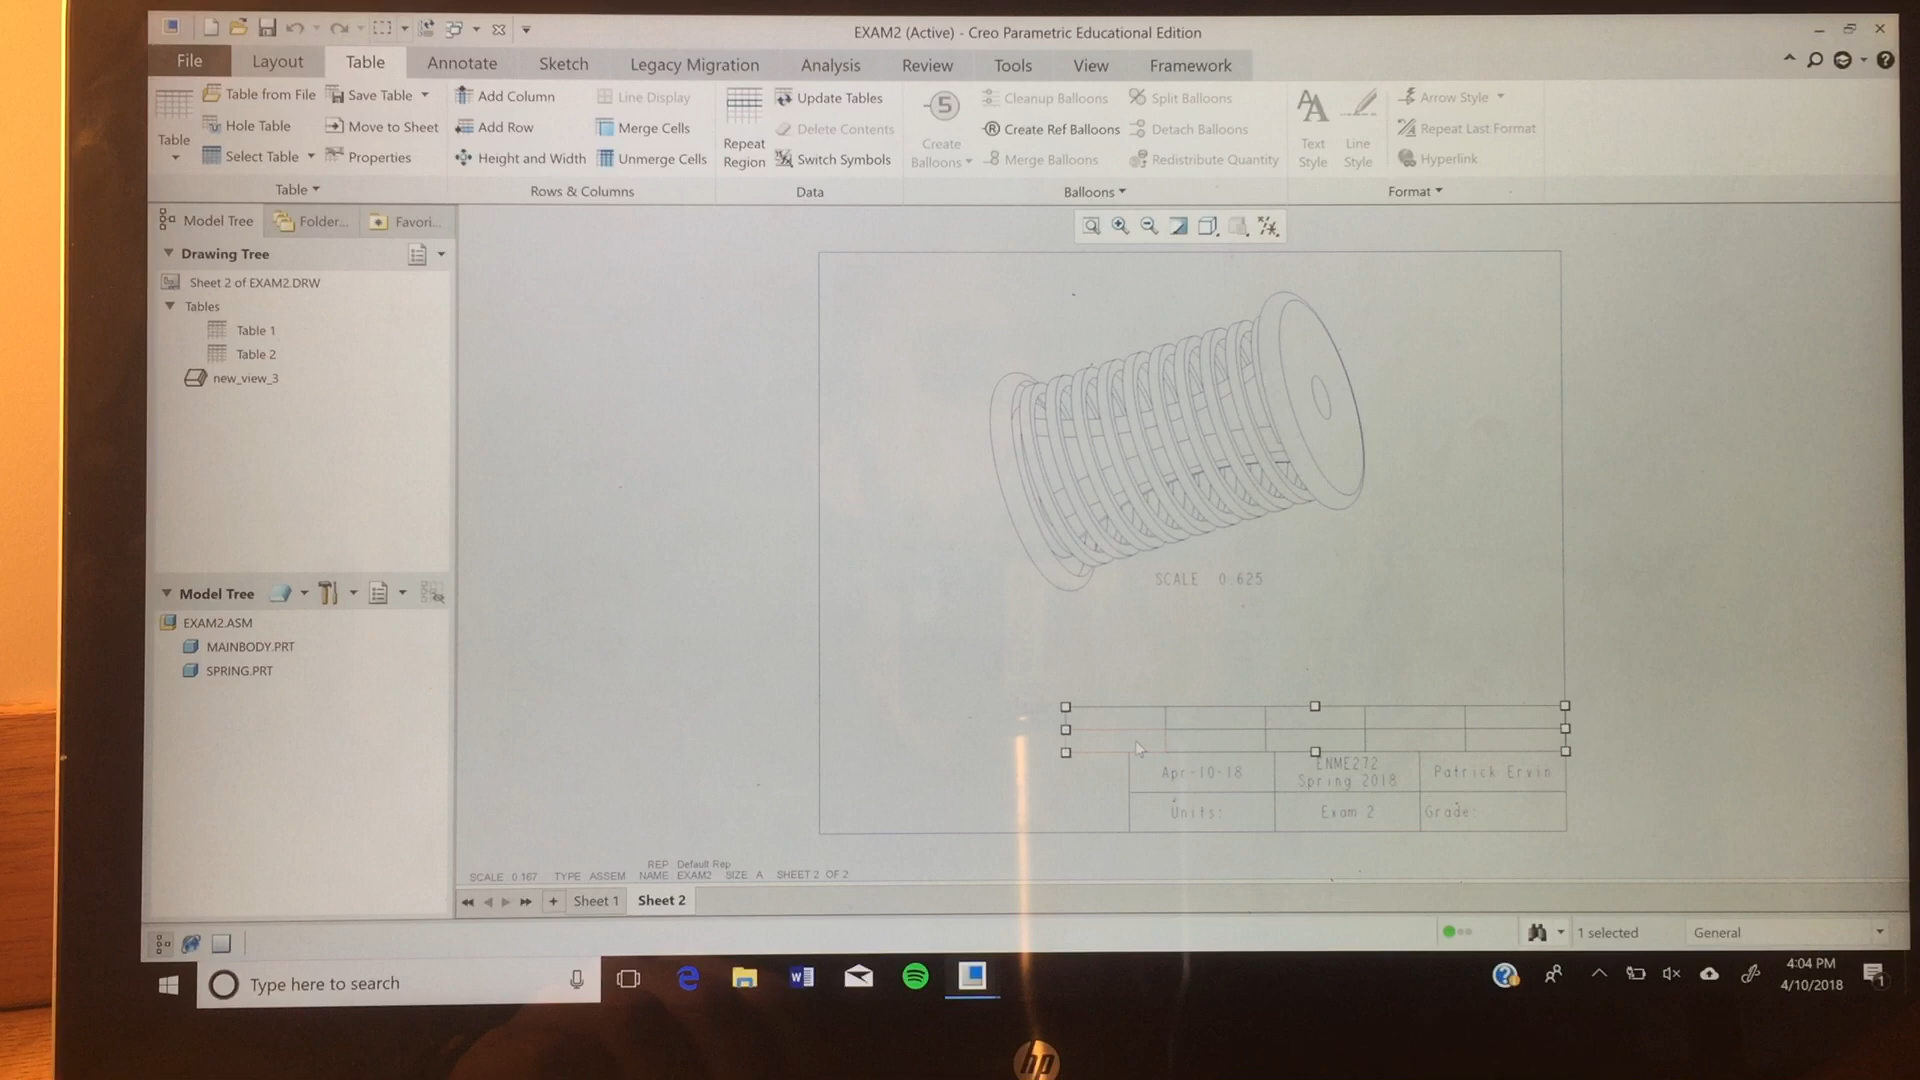 EXAM2 (Active) - Creo Parametric Educational Edition
File Layout Table Annotate Sketch Legacy Migration Analysis Review Tools View Framework
Table from File Save Table Add Column Line Display Update Tables Cleanup Balloons Split Balloons Arrow Style
Hole Table Move to Sheet Add Row Merge Cells Delete Contents Create Ref Balloons Detach Balloons Repeat Last Format
Table Repeat Create Text Line
Select Table Properties Height and Width Unmerge Cells Region Switch Symbols Balloons Merge Balloons Redistribute Quantity Style Style Hyperlink
Table Rows & Columns Data Balloons Format
Model Tree Folder... Favori...
Drawing Tree
Sheet 2 of EXAM2.DRW
Tables
Table 1
Table 2
new_view_3
Model Tree
EXAM2.ASM
MAINBODY.PRT
SPRING.PRT
SCALE 0.625
Apr-10-18 ENME272 Spring 2018 Patrick Ervin
Units: Exam 2 Grade:
REP Default Rep
SCALE 0.167 TYPE ASSEM NAME EXAM2 SIZE A SHEET 2 OF 2
Sheet 1 Sheet 2
1 selected General
Type here to search
4:04 PM
4/10/2018
hp